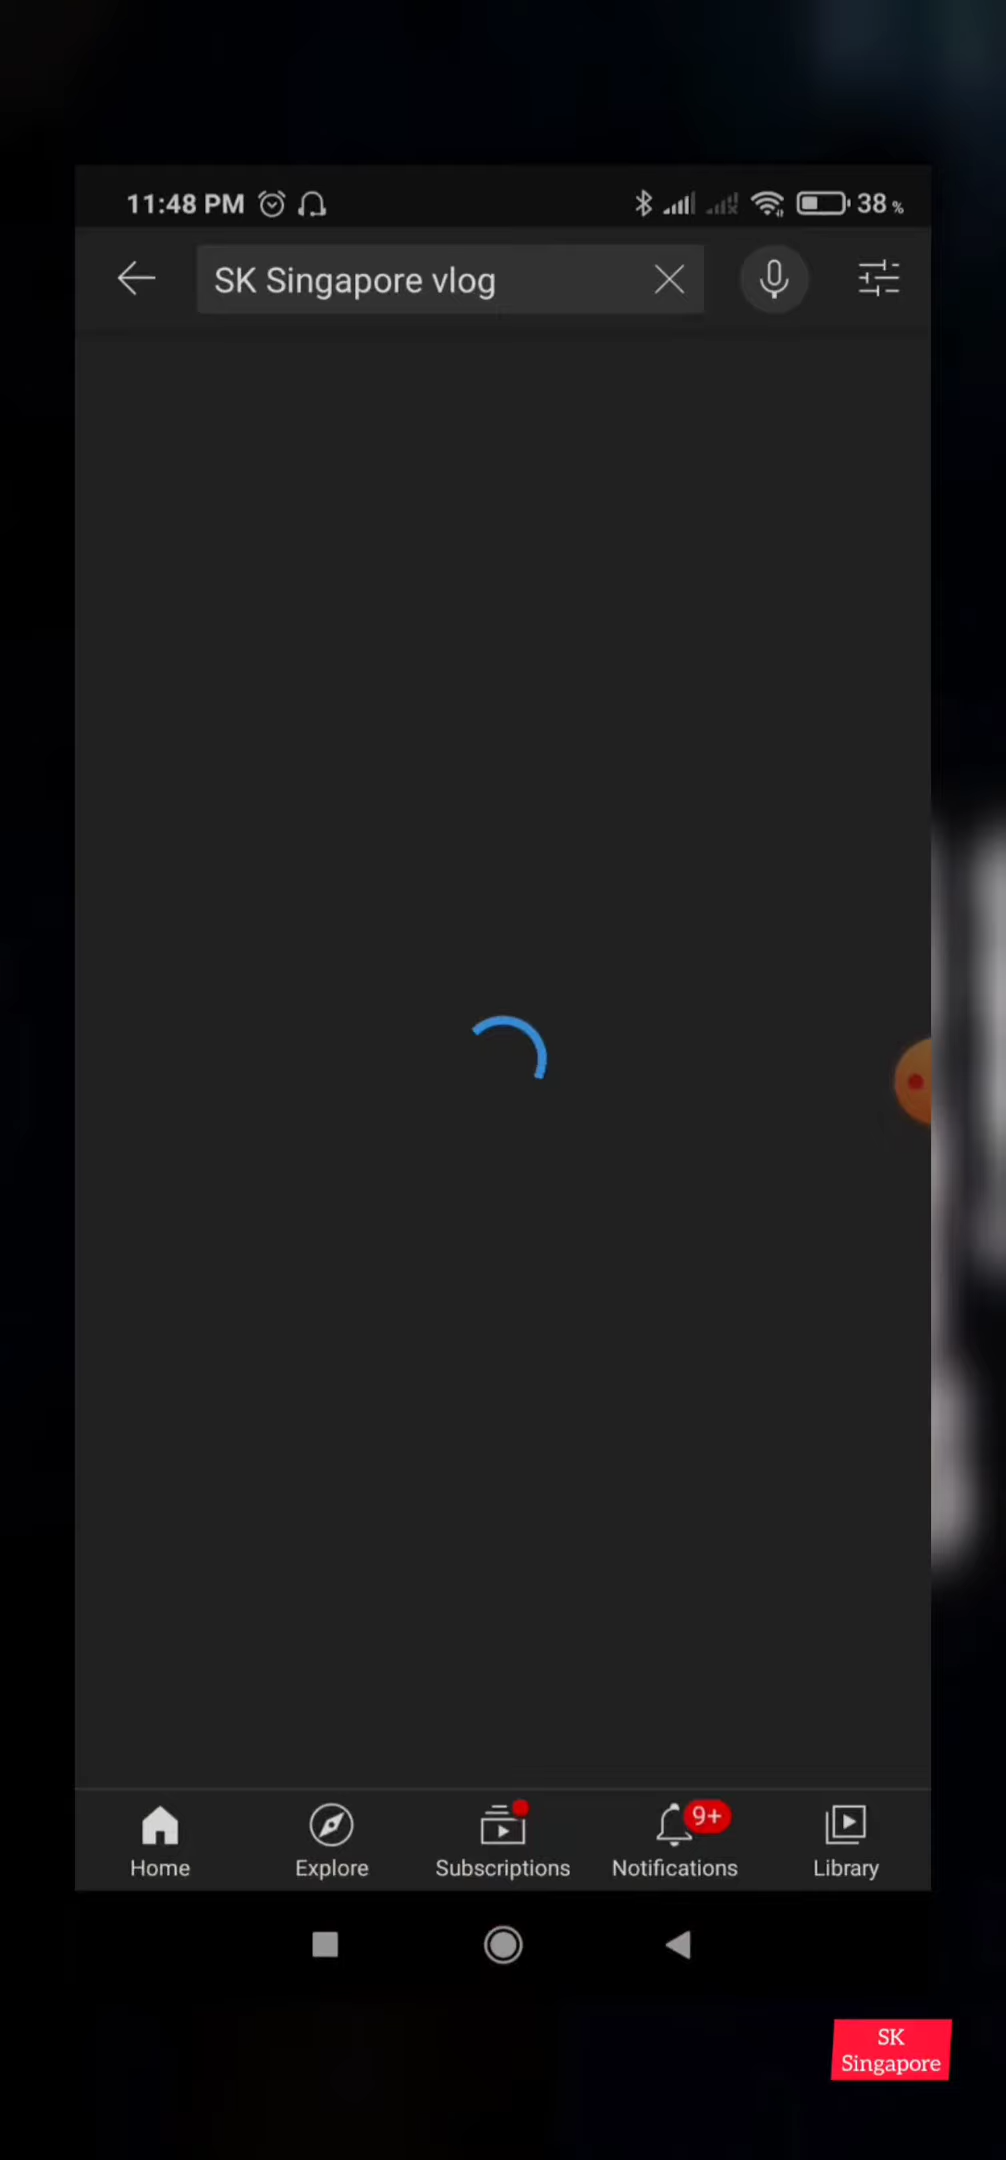 11:48 PM 38 %
SK Singapore vlog
9+
Home Explore Subscriptions Notifications Library
SK
Singapore